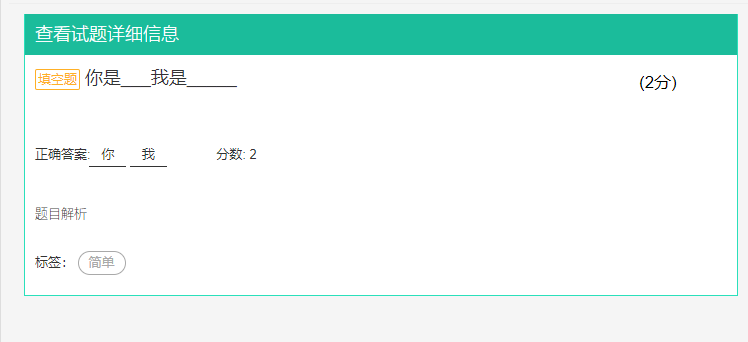 查看试题详细信息
填空题 你是___我是_____ (2分)
正确答案: 你 我 分数: 2
题目解析
标签： 简单